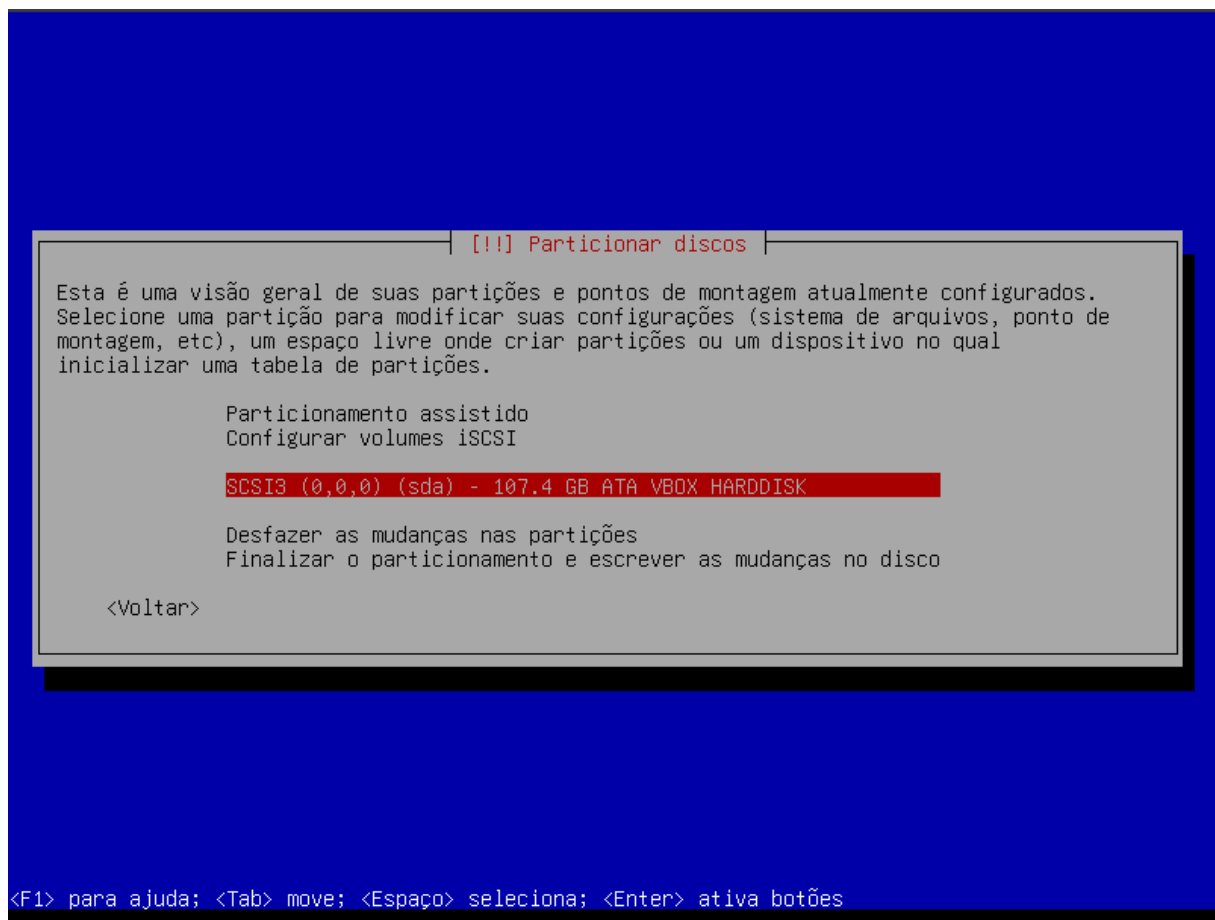 [!!] Particionar discos
Esta é uma visão geral de suas partições e pontos de montagem atualmente configurados.
Selecione uma partição para modificar suas configurações (sistema de arquivos, ponto de
montagem, etc), um espaço livre onde criar partições ou um dispositivo no qual
inicializar uma tabela de partições.
Particionamento assistido
Configurar volumes iSCSI
SCSI3 (0,0,0) (sda) - 107.4 GB ATA VBOX HARDDISK
Desfazer as mudanças nas partições
Finalizar o particionamento e escrever as mudanças no disco
<Voltar>
<F1> para ajuda; <Tab> move; <Espaço> seleciona; <Enter> ativa botões